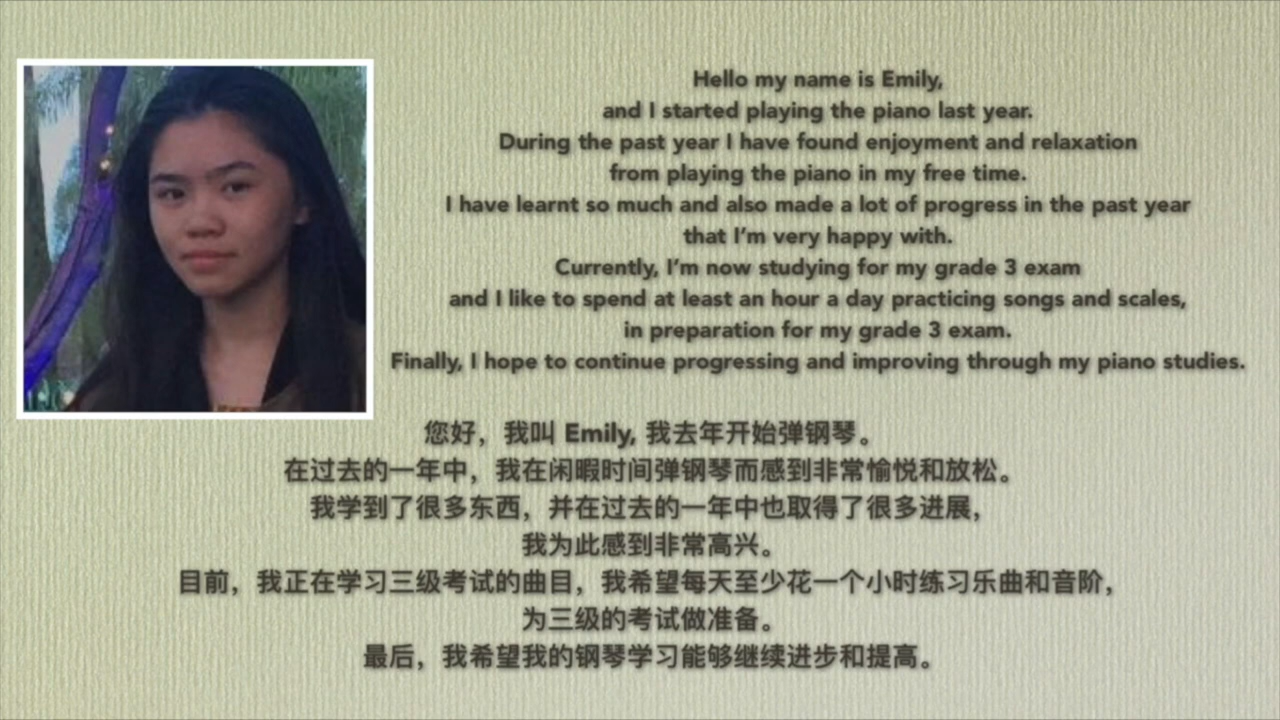 Hello my name is Emily,
and I started playing the piano last year.
During the past year I have found enjoyment and relaxation
from playing the piano in my free time.
I have learnt so much and also made a lot of progress in the past year
that I'm very happy with.
Currently, I'm now studying for my grade 3 exam
and I like to spend at least an hour a day practicing songs and scales,
in preparation for my grade 3 exam.
Finally, I hope to continue progressing and improving through my piano studies.
您好，我叫 Emily, 我去年开始弹钢琴。
在过去的一年中，我在闲暇时间弹钢琴而感到非常愉悦和放松。
我学到了很多东西，并在过去的一年中也取得了很多进展，
我为此感到非常高兴。
目前，我正在学习三级考试的曲目，我希望每天至少花一个小时练习乐曲和音阶，
为三级的考试做准备。
最后，我希望我的钢琴学习能够继续进步和提高。